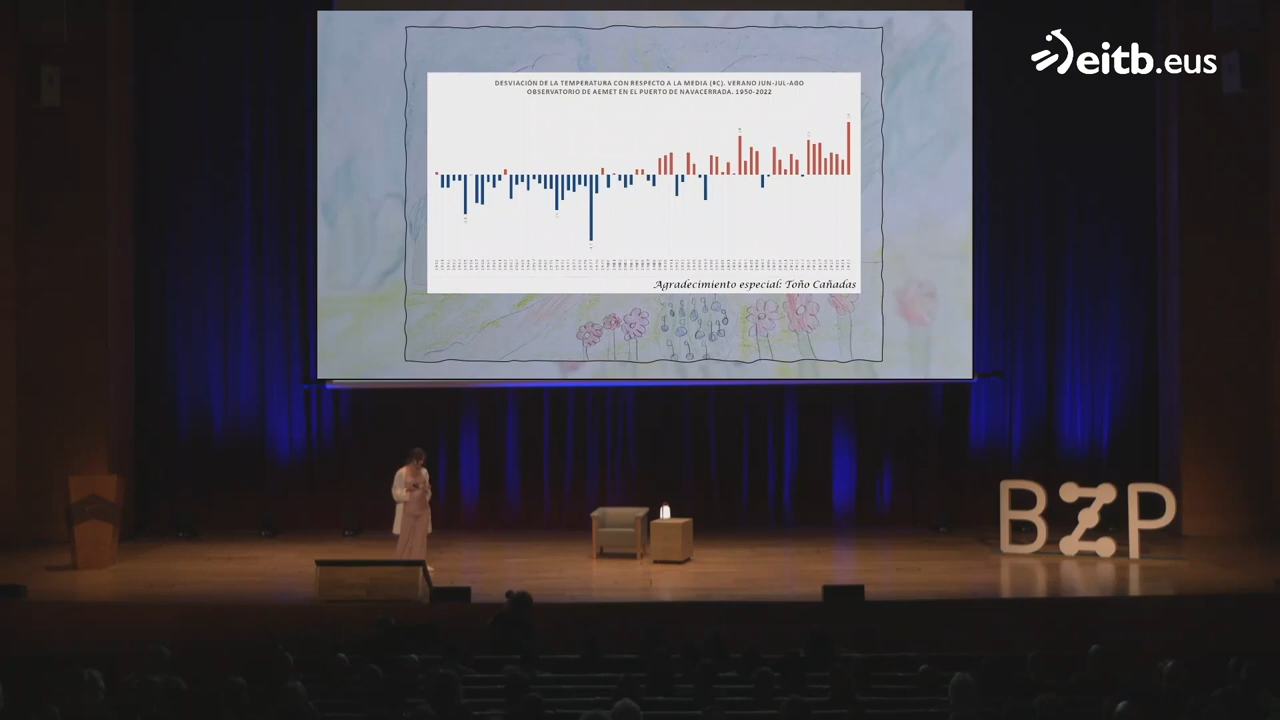 eitb.eus
DESVIACIÓN DE LA TEMPERATURA CON RESPECTO A LA MEDIA (ºC). VERANO JUN-JUL-AGO
OBSERVATORIO DE AEMET EN EL PUERTO DE NAVACERRADA. 1950-2022
Agradecimiento especial: Toño Cañadas
BZP